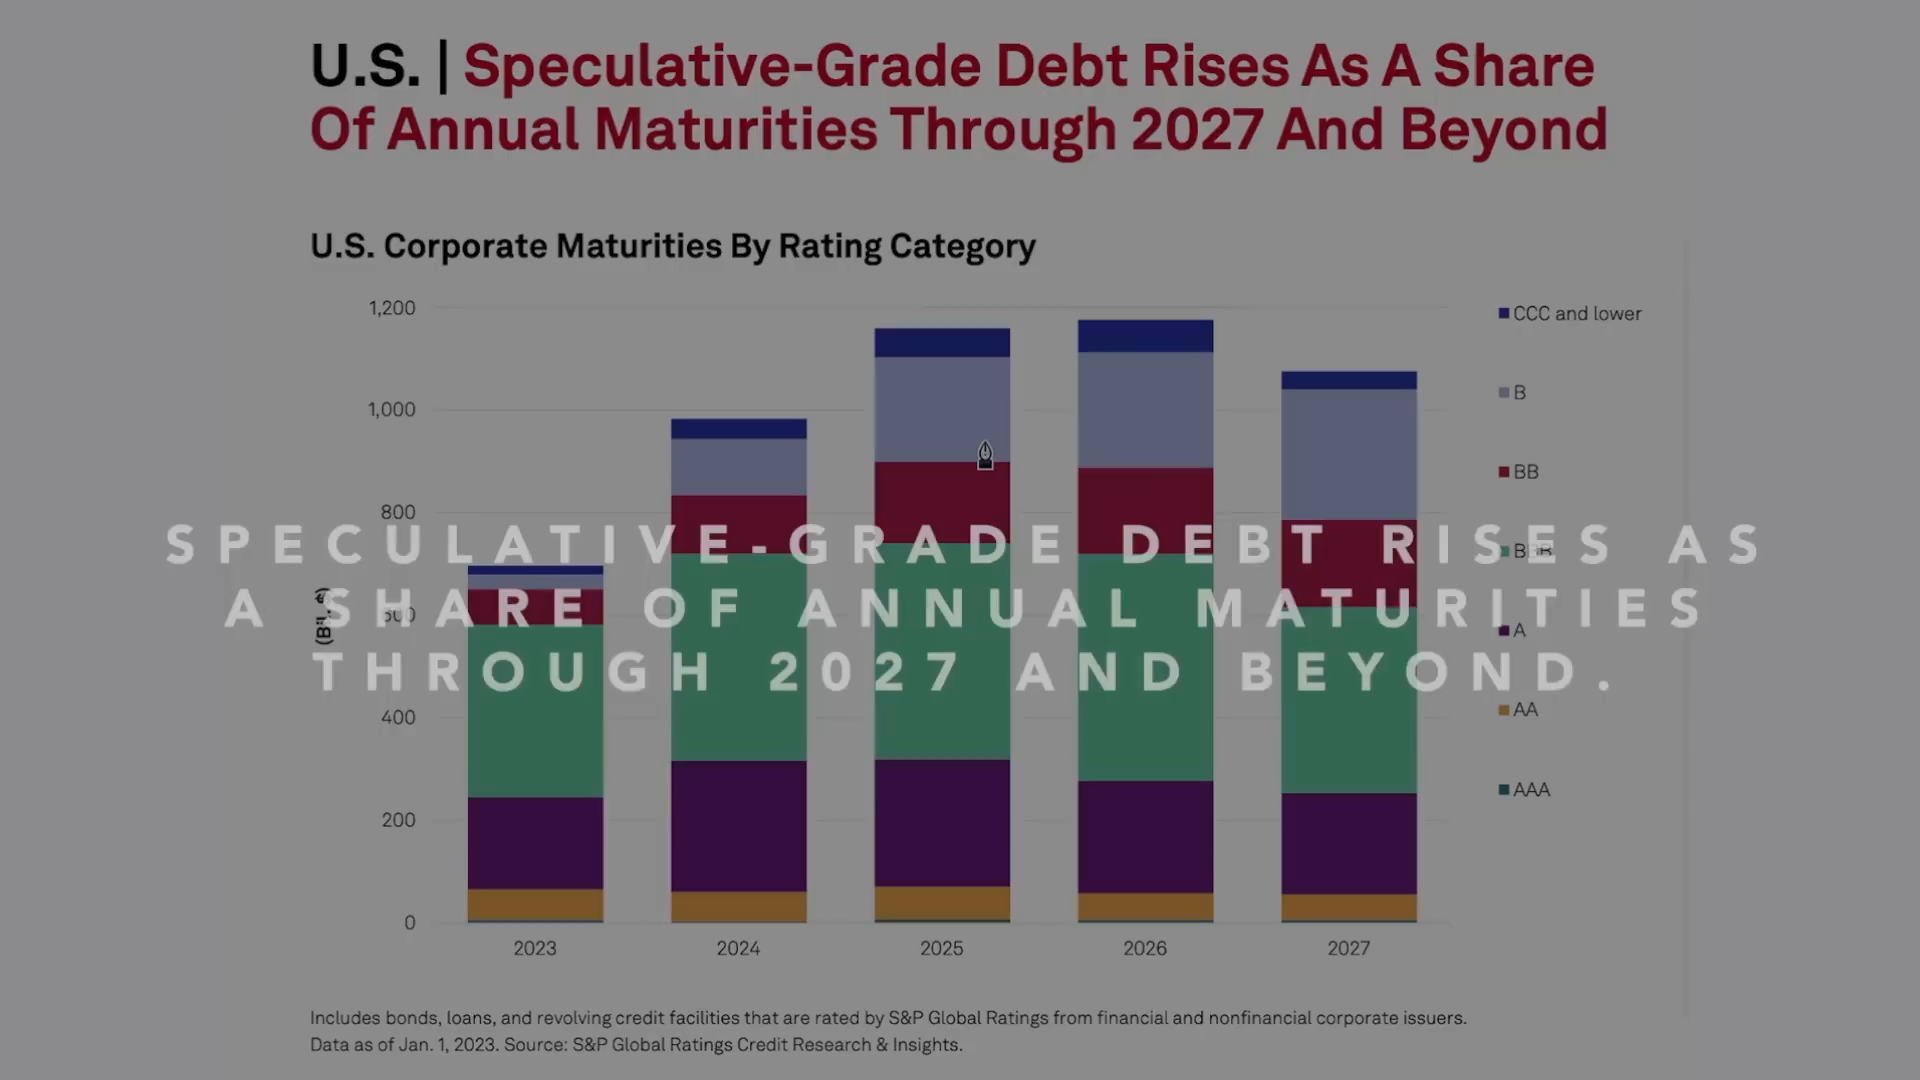 U.S. | Speculative-Grade Debt Rises As A Share
Of Annual Maturities Through 2027 And Beyond
U.S. Corporate Maturities By Rating Category
1,200
1,000
800
600
400
200
0
(Bil. $)
2023
2024
2025
2026
2027
CCC and lower
B
BB
BBB
A
AA
AAA
SPECULATIVE-GRADE DEBT RISES AS
A SHARE OF ANNUAL MATURITIES
THROUGH 2027 AND BEYOND.
Includes bonds, loans, and revolving credit facilities that are rated by S&P Global Ratings from financial and nonfinancial corporate issuers.
Data as of Jan. 1, 2023. Source: S&P Global Ratings Credit Research & Insights.